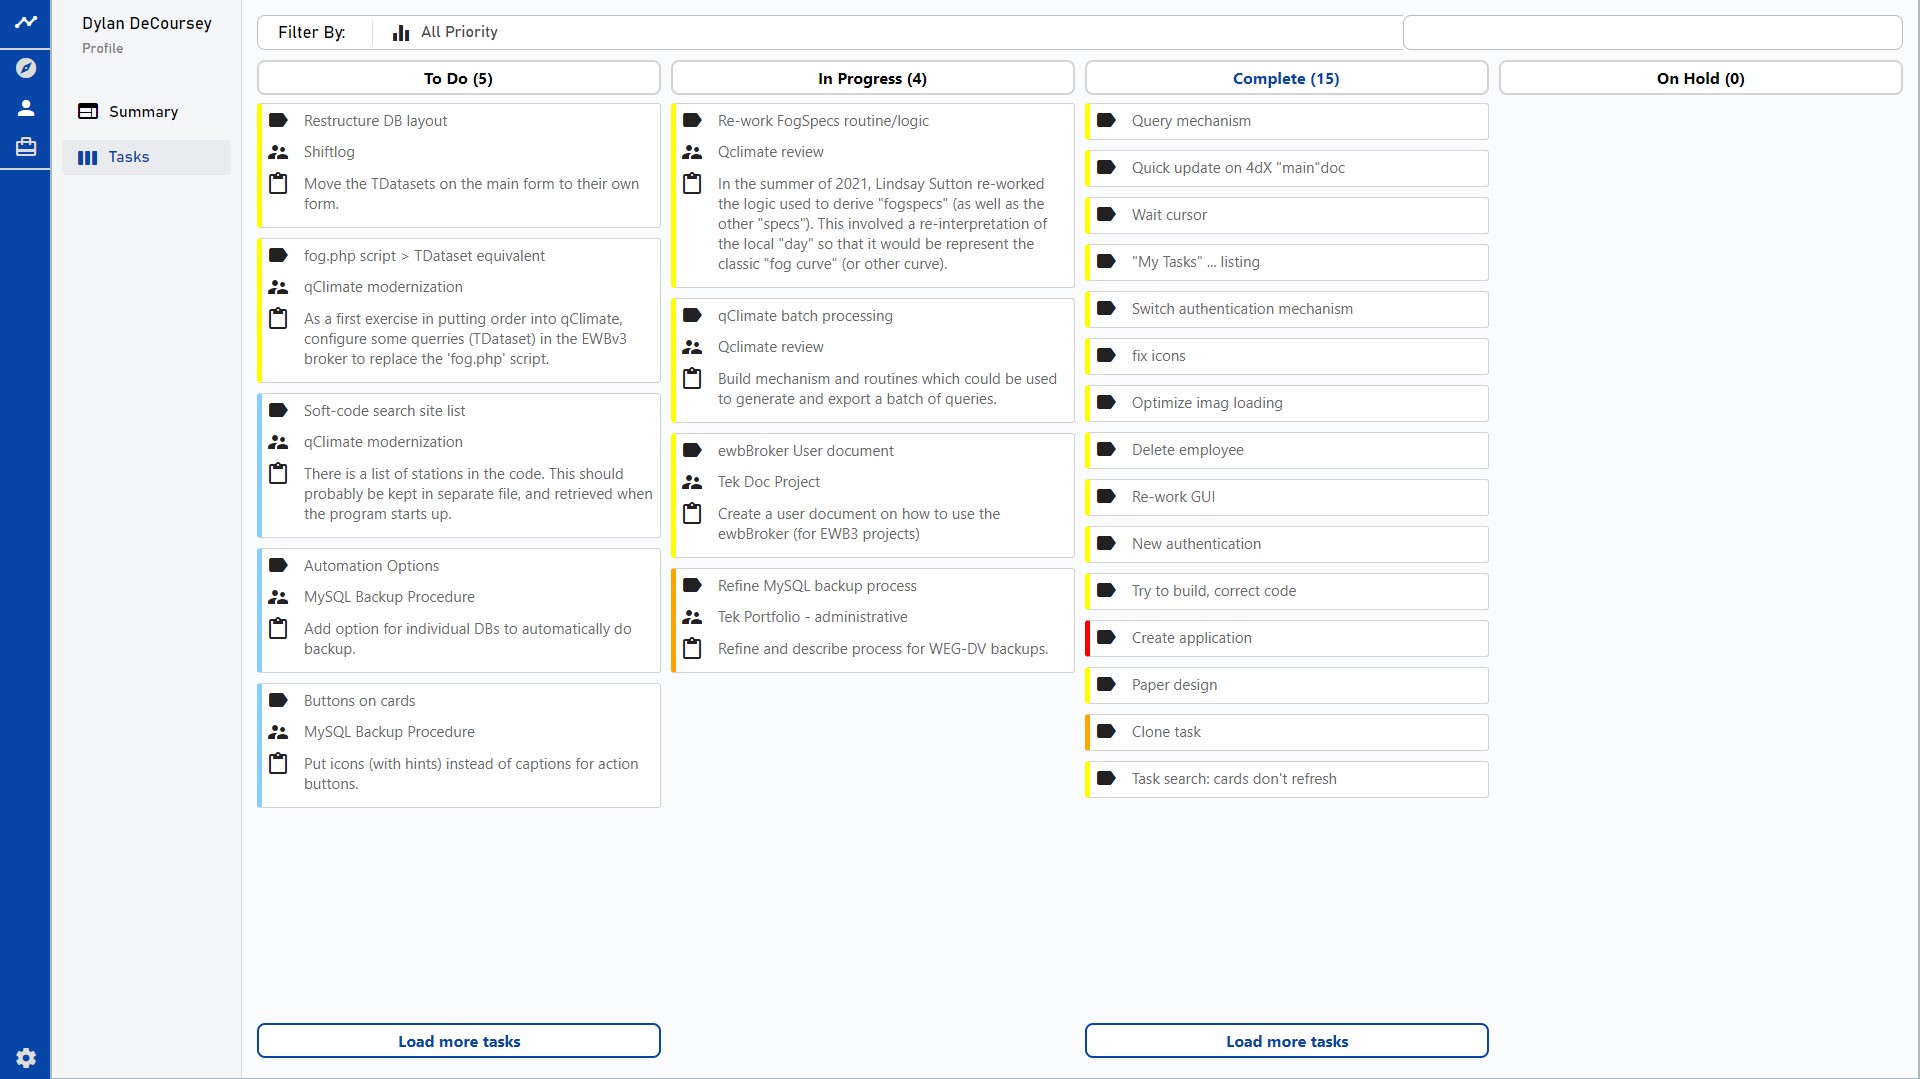 Dylan DeCoursey
Profile
Summary
Tasks
Filter By:
All Priority
To Do (5)
Restructure DB layout
Shiftlog
Move the TDatasets on the main form to their own
form.
fog.php script > TDataset equivalent
qClimate modernization
As a first exercise in putting order into qClimate,
configure some querries (TDataset) in the EWBv3
broker to replace the 'fog.php' script.
Soft-code search site list
qClimate modernization
There is a list of stations in the code. This should
probably be kept in separate file, and retrieved when
the program starts up.
Automation Options
MySQL Backup Procedure
Add option for individual DBs to automatically do
backup.
Buttons on cards
MySQL Backup Procedure
Put icons (with hints) instead of captions for action
buttons.
Load more tasks
In Progress (4)
Re-work FogSpecs routine/logic
Qclimate review
In the summer of 2021, Lindsay Sutton re-worked
the logic used to derive "fogspecs" (as well as the
other "specs"). This involved a re-interpretation of
the local "day" so that it would be represent the
classic "fog curve" (or other curve).
qClimate batch processing
Qclimate review
Build mechanism and routines which could be used
to generate and export a batch of queries.
ewbBroker User document
Tek Doc Project
Create a user document on how to use the
ewbBroker (for EWB3 projects)
Refine MySQL backup process
Tek Portfolio - administrative
Refine and describe process for WEG-DV backups.
Complete (15)
Query mechanism
Quick update on 4dX "main"doc
Wait cursor
"My Tasks" ... listing
Switch authentication mechanism
fix icons
Optimize imag loading
Delete employee
Re-work GUI
New authentication
Try to build, correct code
Create application
Paper design
Clone task
Task search: cards don't refresh
Load more tasks
On Hold (0)